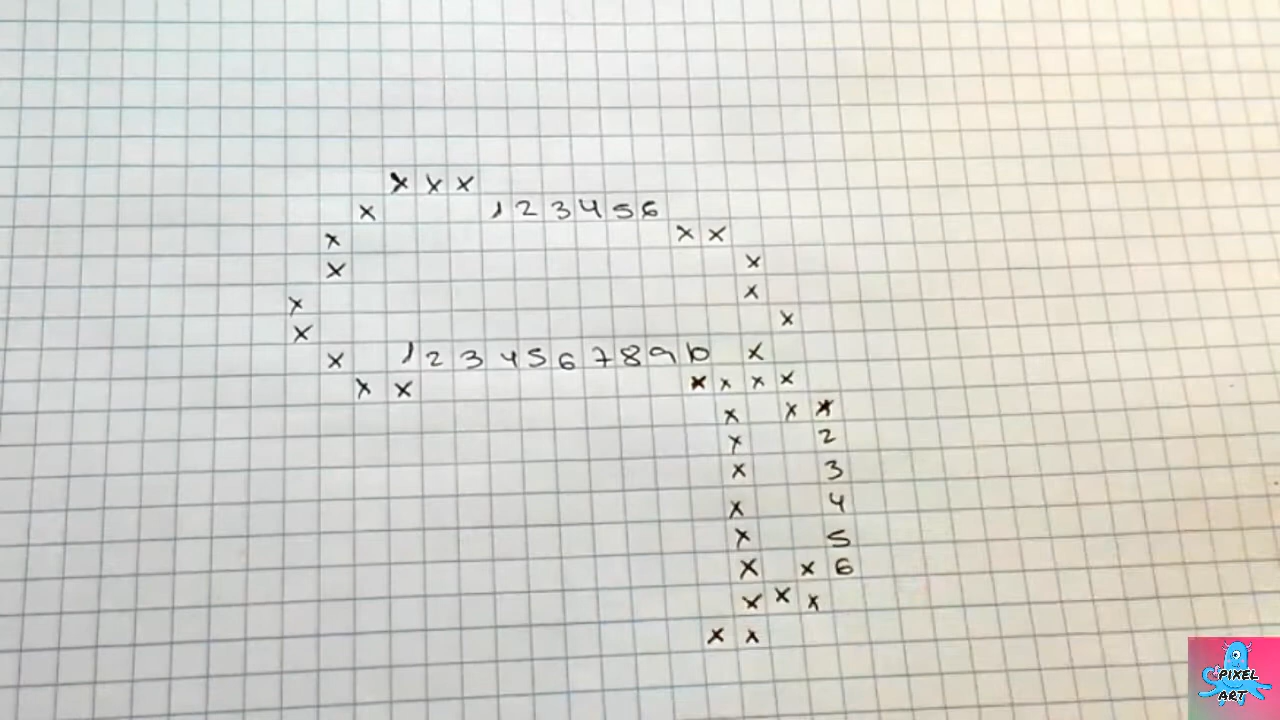 x x x
x 1 2 3 4 5 6
x x x
x x
x x
x x
x 1 2 3 4 5 6 7 8 9 10 x
x x x x x x
x x x
x 2
x 3
x 4
x 5
x x 6
x x x
x x
PIXEL
ART